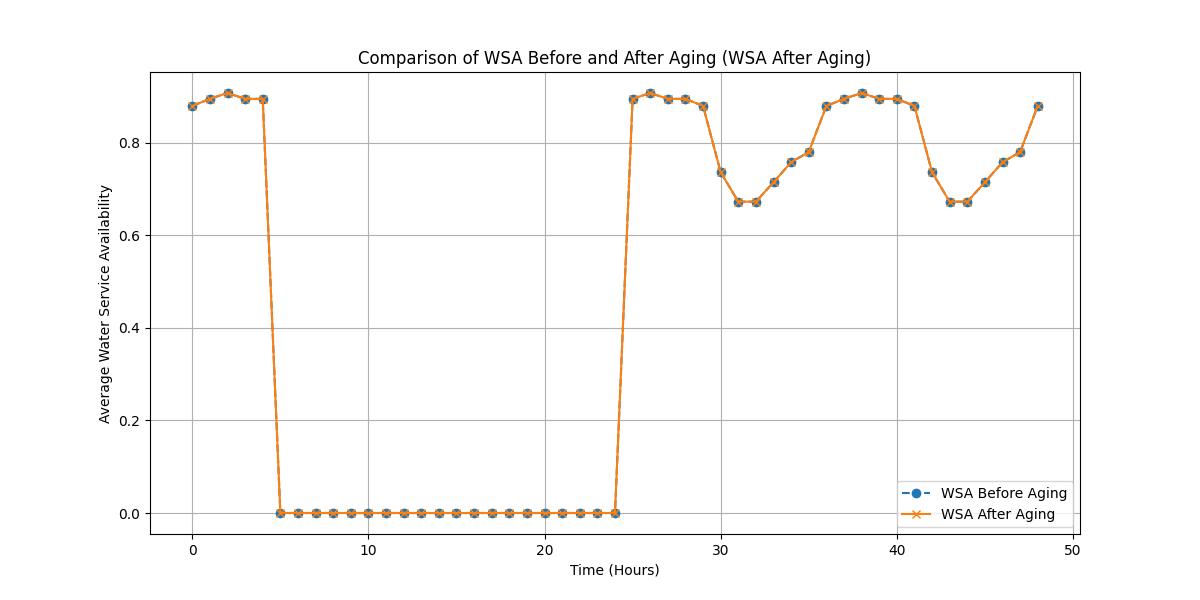 Comparison of WSA Before and After Aging (WSA After Aging)
Average Water Service Availability
0.8
0.6
0.4
0.2
0.0
0 10 20 30 40 50
Time (Hours)
WSA Before Aging
WSA After Aging